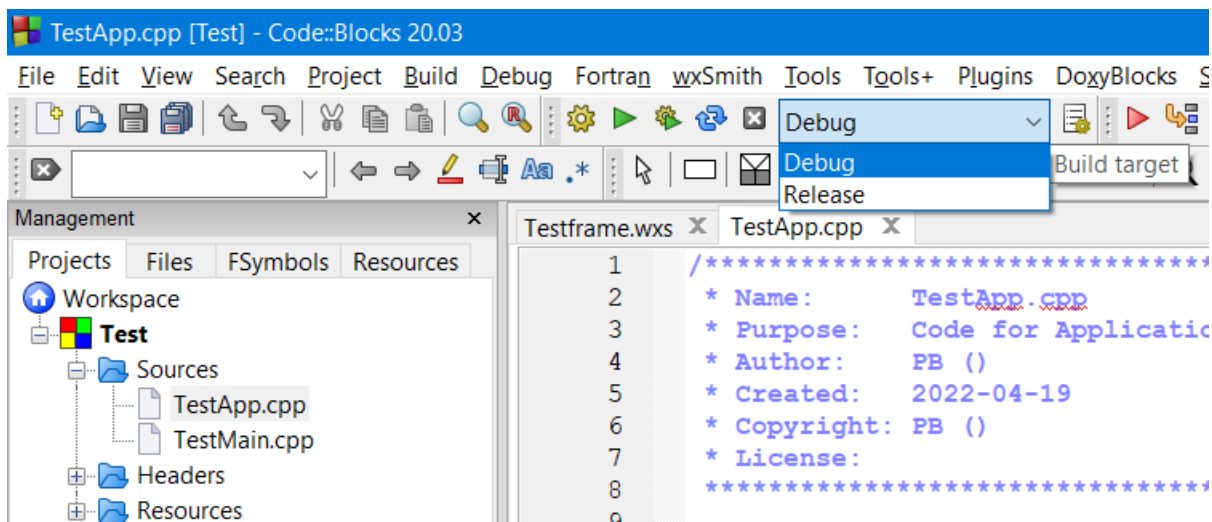 TestApp.cpp [Test] - Code::Blocks 20.03
File Edit View Search Project Build Debug Fortran wxSmith Tools Tools+ Plugins DoxyBlocks S
Debug
Debug
Release
Build target
Aa .*
Management
Projects Files FSymbols Resources
Workspace
Test
Sources
TestApp.cpp
TestMain.cpp
Headers
Resources
Testframe.wxs TestApp.cpp
1 /*********************************
2 * Name: TestApp.cpp
3 * Purpose: Code for Applicatio
4 * Author: PB ()
5 * Created: 2022-04-19
6 * Copyright: PB ()
7 * License:
8 *********************************
9